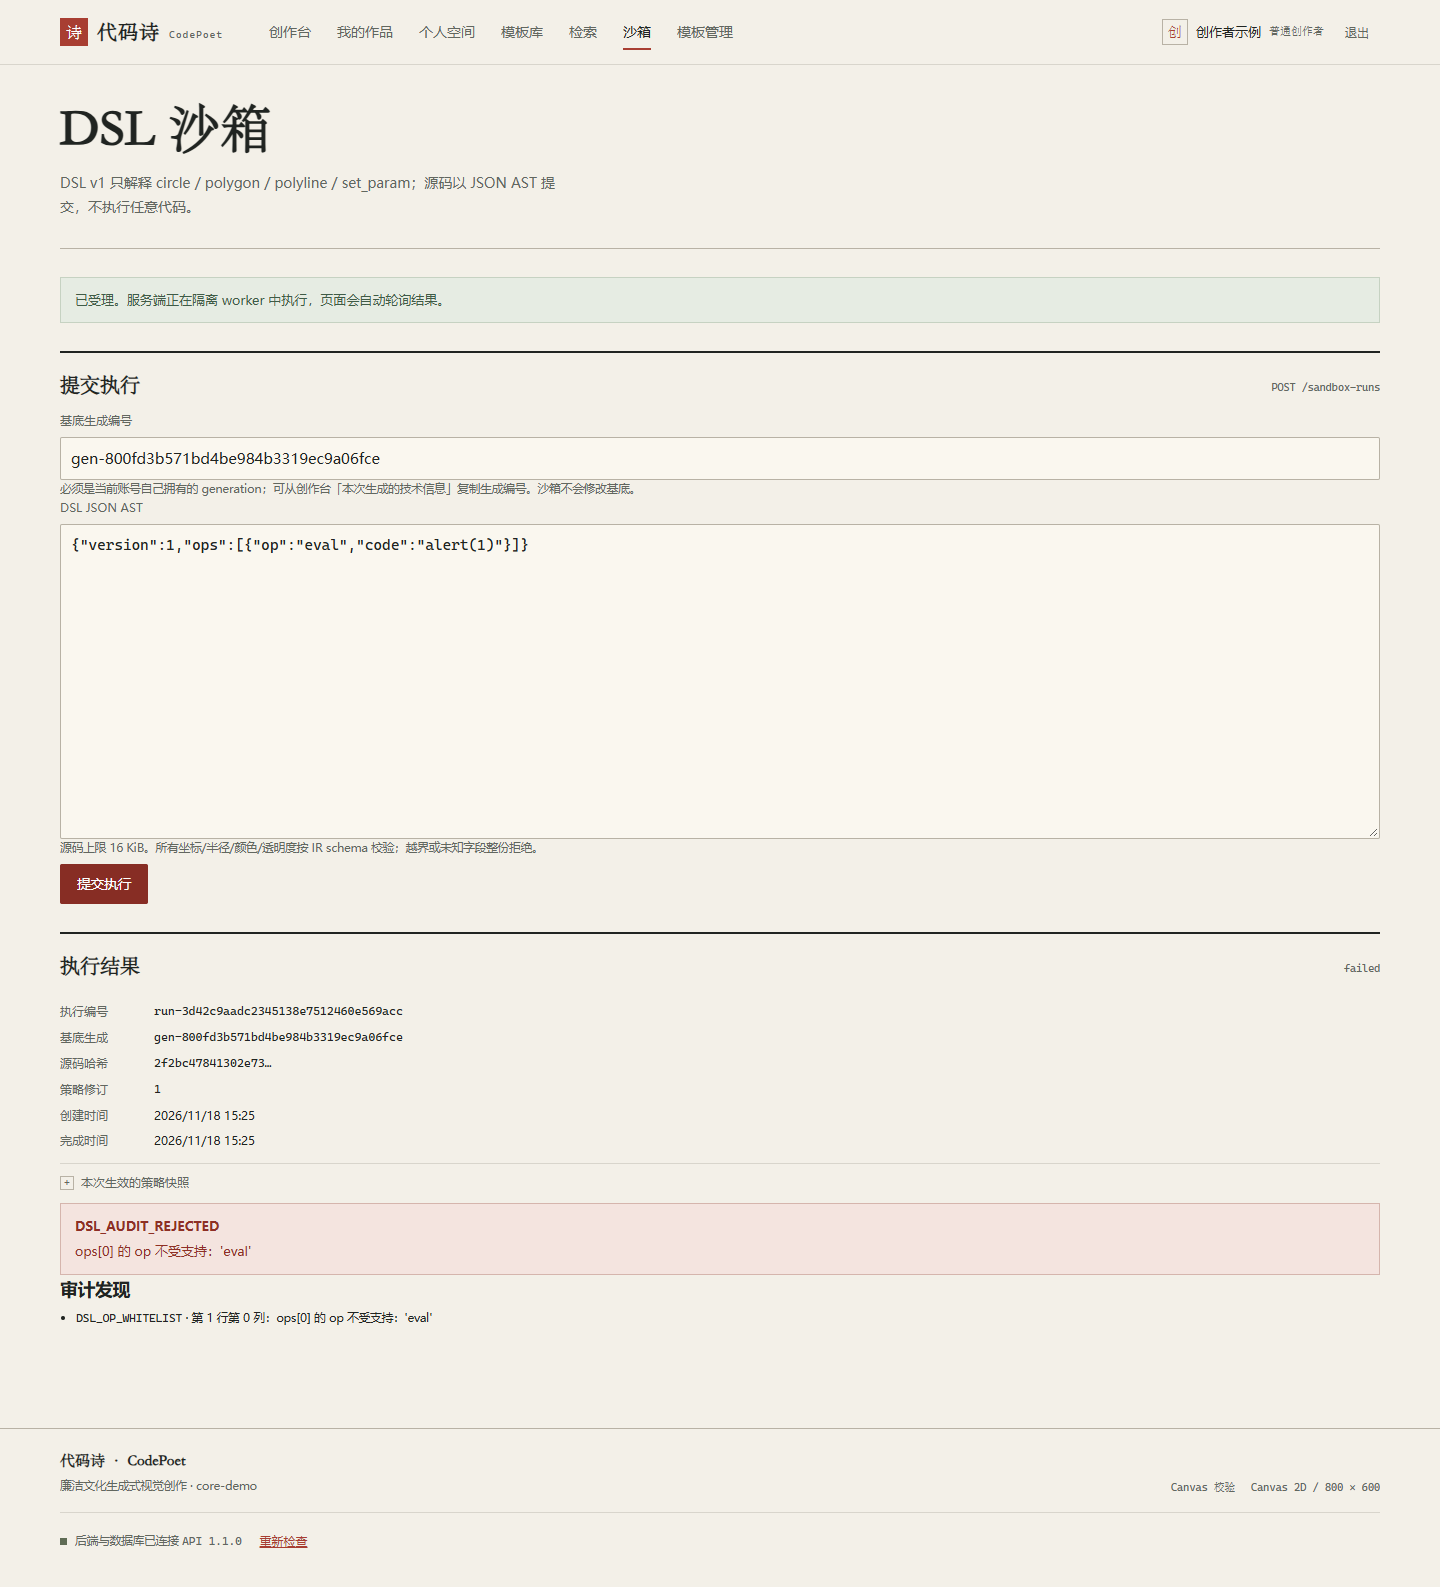 诗 代码诗 CodePoet 创作台 我的作品 个人空间 模板库 检索 沙箱 模板管理 创 创作者示例 普通创作者 退出
DSL 沙箱
DSL v1 只解释 circle / polygon / polyline / set_param；源码以 JSON AST 提
交，不执行任意代码。
已受理。服务端正在隔离 worker 中执行，页面会自动轮询结果。
提交执行 POST /sandbox-runs
基底生成编号
gen-800fd3b571bd4be984b3319ec9a06fce
必须是当前账号自己拥有的 generation；可从创作台「本次生成的技术信息」复制生成编号。沙箱不会修改基底。
DSL JSON AST
{"version":1,"ops":[{"op":"eval","code":"alert(1)"}]}
源码上限 16 KiB。所有坐标/半径/颜色/透明度按 IR schema 校验；越界或未知字段整份拒绝。
提交执行
执行结果 failed
执行编号 run-3d42c9aadc2345138e7512460e569acc
基底生成 gen-800fd3b571bd4be984b3319ec9a06fce
源码哈希 2f2bc47841302e73…
策略修订 1
创建时间 2026/11/18 15:25
完成时间 2026/11/18 15:25
+ 本次生效的策略快照
DSL_AUDIT_REJECTED
ops[0] 的 op 不受支持：'eval'
审计发现
• DSL_OP_WHITELIST · 第 1 行第 0 列：ops[0] 的 op 不受支持：'eval'
代码诗 · CodePoet
廉洁文化生成式视觉创作 · core-demo Canvas 校验 Canvas 2D / 800 × 600
后端与数据库已连接 API 1.1.0 重新检查